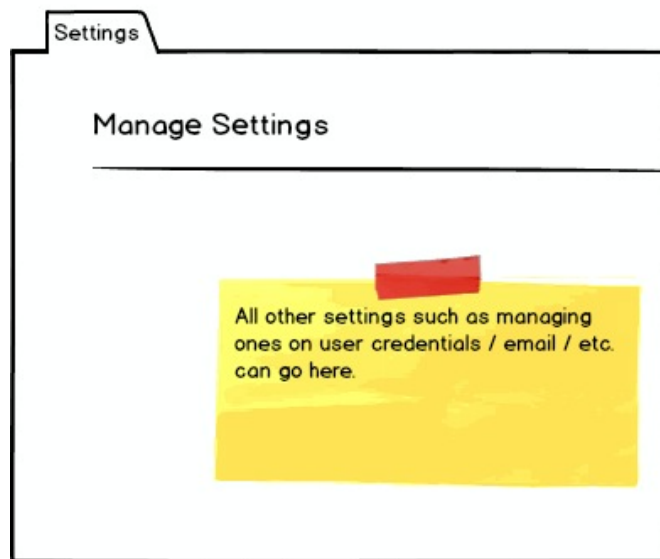 Settings
Manage Settings
All other settings such as managing
ones on user credentials / email / etc.
can go here.